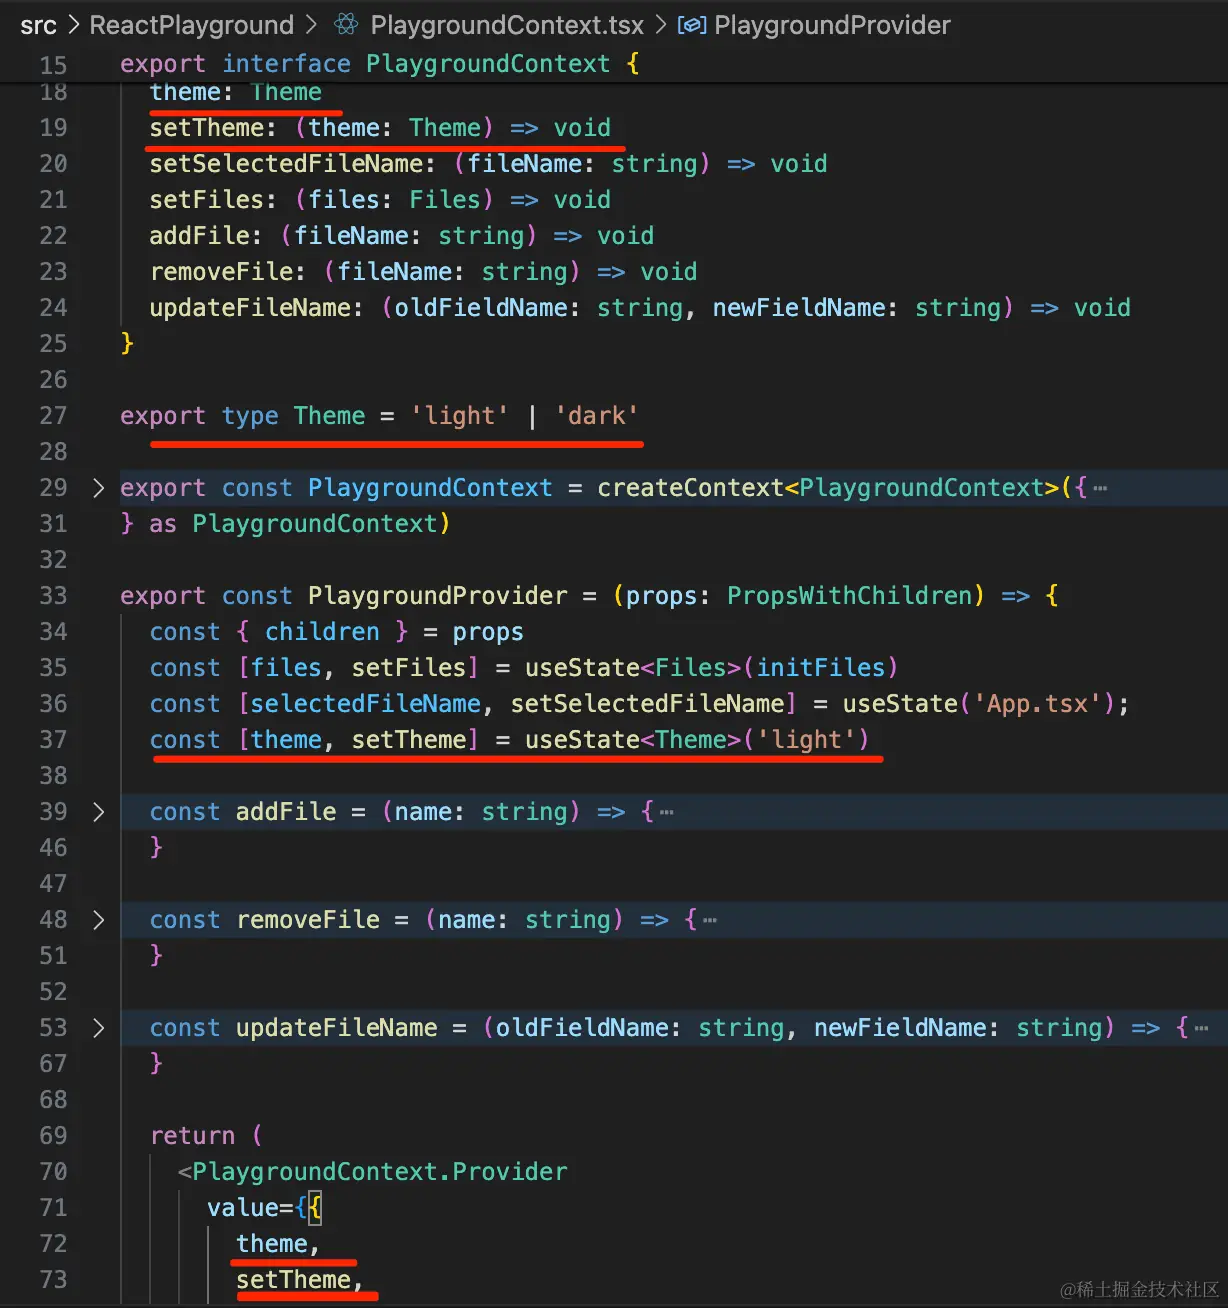 src > ReactPlayground > PlaygroundContext.tsx > PlaygroundProvider
15 export interface PlaygroundContext {
18 theme: Theme
19 setTheme: (theme: Theme) => void
20 setSelectedFileName: (fileName: string) => void
21 setFiles: (files: Files) => void
22 addFile: (fileName: string) => void
23 removeFile: (fileName: string) => void
24 updateFileName: (oldFieldName: string, newFieldName: string) => void
25 }
26
27 export type Theme = 'light' | 'dark'
28
29 > export const PlaygroundContext = createContext<PlaygroundContext>({ ⋯
31 } as PlaygroundContext)
32
33 export const PlaygroundProvider = (props: PropsWithChildren) => {
34 const { children } = props
35 const [files, setFiles] = useState<Files>(initFiles)
36 const [selectedFileName, setSelectedFileName] = useState('App.tsx');
37 const [theme, setTheme] = useState<Theme>('light')
38
39 > const addFile = (name: string) => { ⋯
46 }
47
48 > const removeFile = (name: string) => { ⋯
51 }
52
53 > const updateFileName = (oldFieldName: string, newFieldName: string) => { ⋯
67 }
68
69 return (
70 <PlaygroundContext.Provider
71 value={{
72 theme,
73 setTheme,
@稀土掘金技术社区